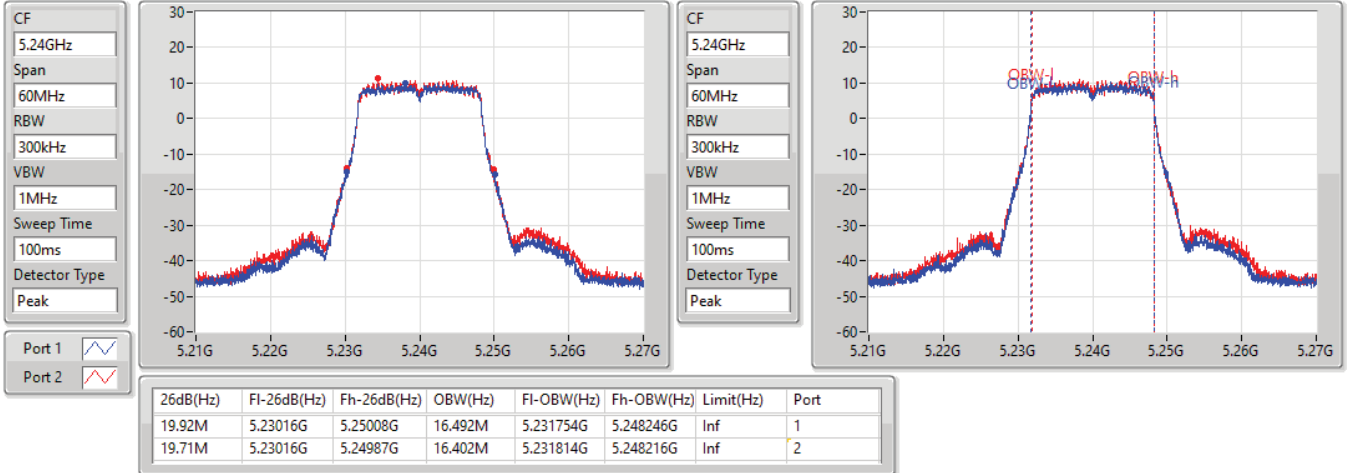 CF
5.24GHz
Span
60MHz
RBW
300kHz
VBW
1MHz
Sweep Time
100ms
Detector Type
Peak
Port 1
Port 2
30
20
10
0
-10
-20
-30
-40
-50
-60
5.21G 5.22G 5.23G 5.24G 5.25G 5.26G 5.27G
CF
5.24GHz
Span
60MHz
RBW
300kHz
VBW
1MHz
Sweep Time
100ms
Detector Type
Peak
30
20
10
0
-10
-20
-30
-40
-50
-60
OBW-l OBW-h
OBW-l OBW-h
5.21G 5.22G 5.23G 5.24G 5.25G 5.26G 5.27G
26dB(Hz) Fl-26dB(Hz) Fh-26dB(Hz) OBW(Hz) Fl-OBW(Hz) Fh-OBW(Hz) Limit(Hz) Port
19.92M 5.23016G 5.25008G 16.492M 5.231754G 5.248246G Inf 1
19.71M 5.23016G 5.24987G 16.402M 5.231814G 5.248216G Inf 2